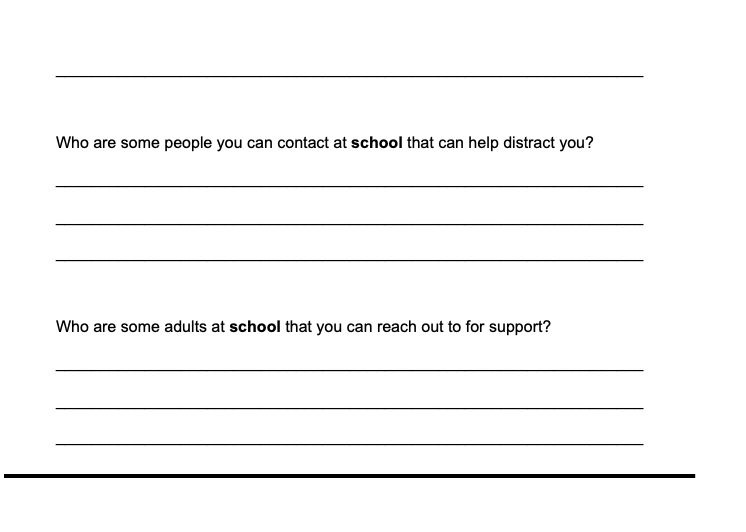 Who are some people you can contact at school that can help distract you?
Who are some adults at school that you can reach out to for support?